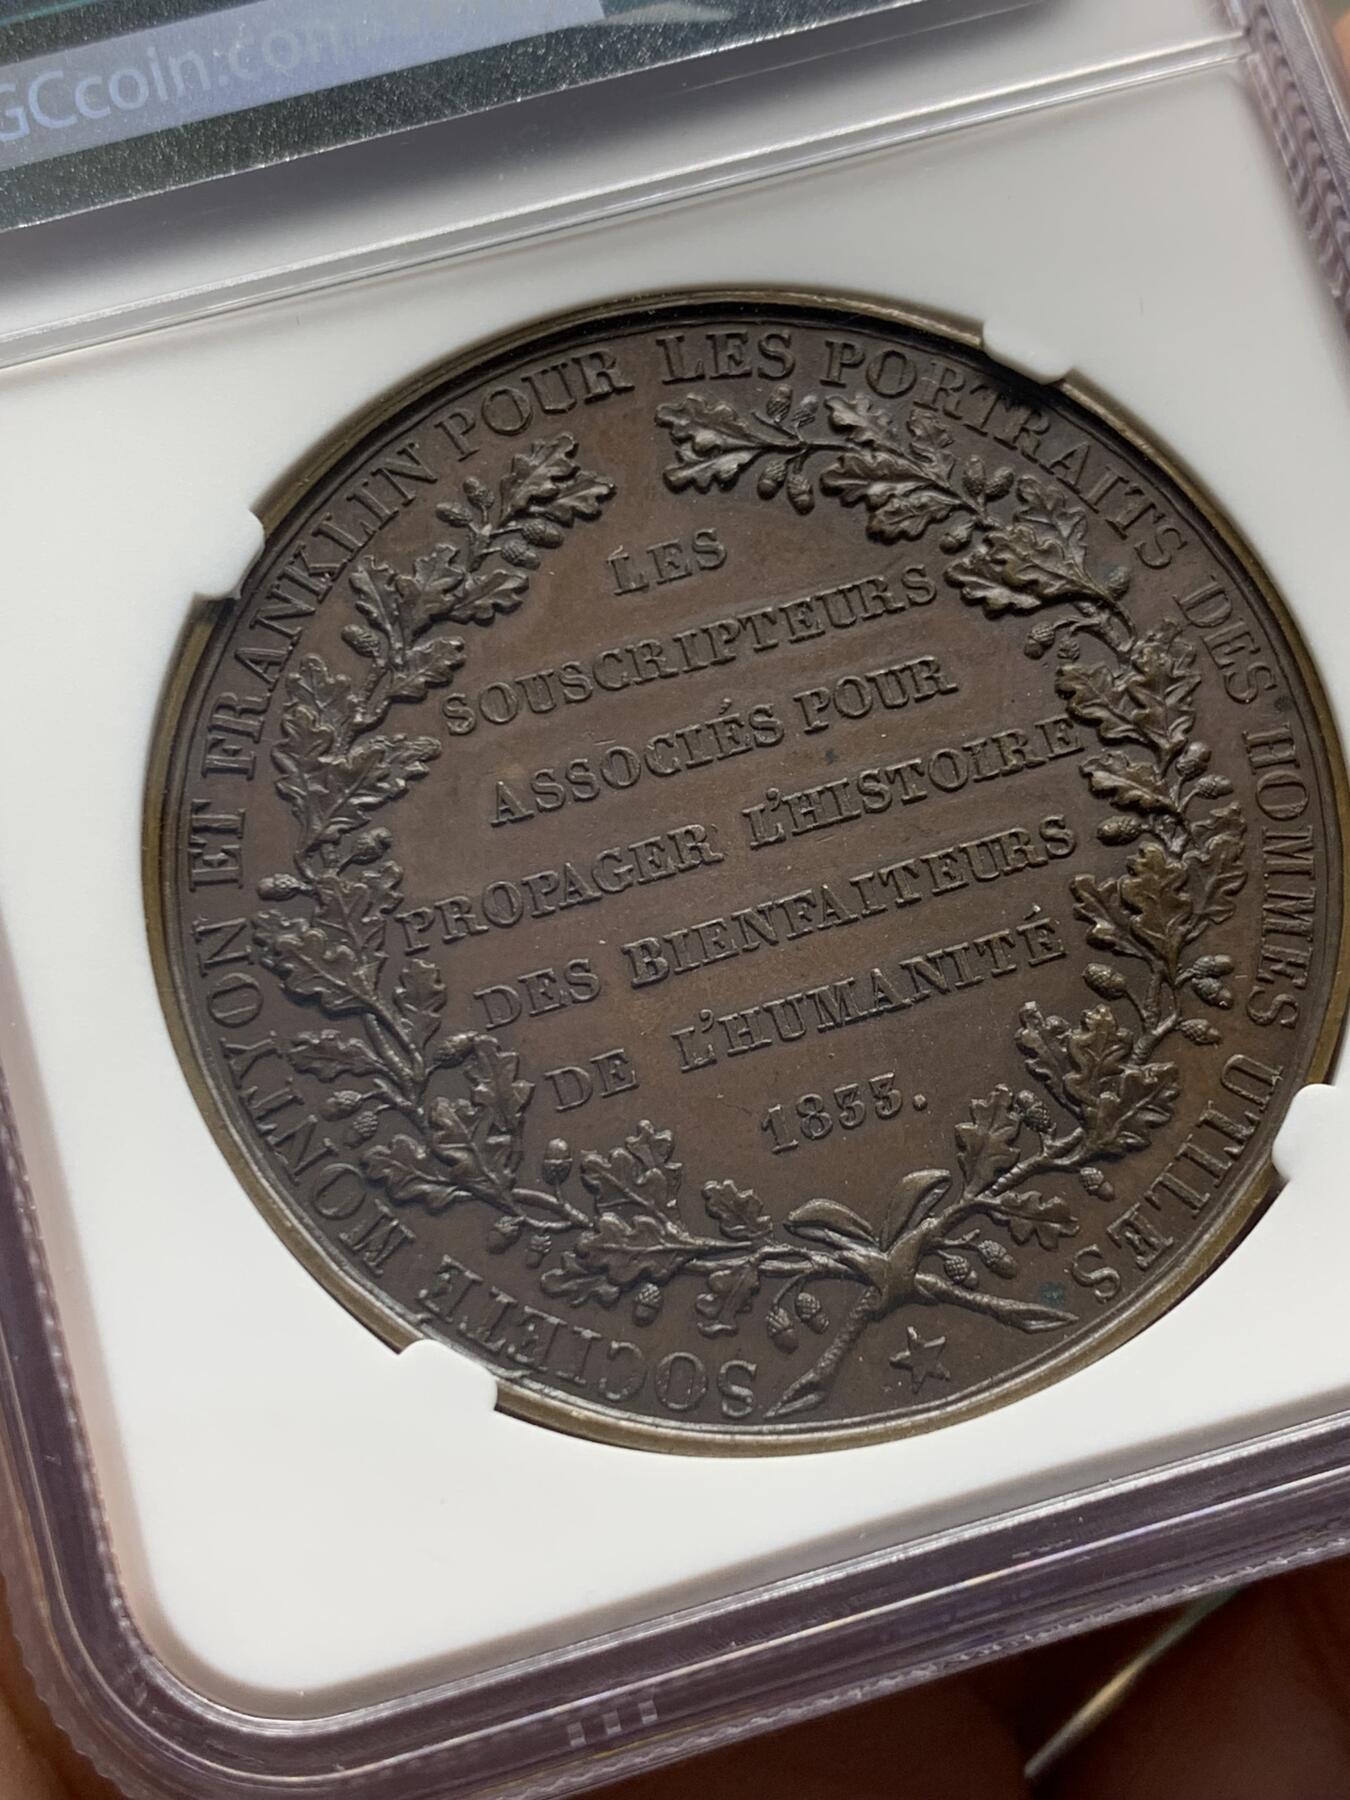 GCcoin.com
SOCIETE MONTYON ET FRANKLIN POUR LES PORTRAITS DES HOMMES UTILES
LES
SOUSCRIPTEURS
ASSOCIÉS POUR
PROPAGER L'HISTOIRE
DES BIENFAITEURS
DE L'HUMANITÉ
1833.